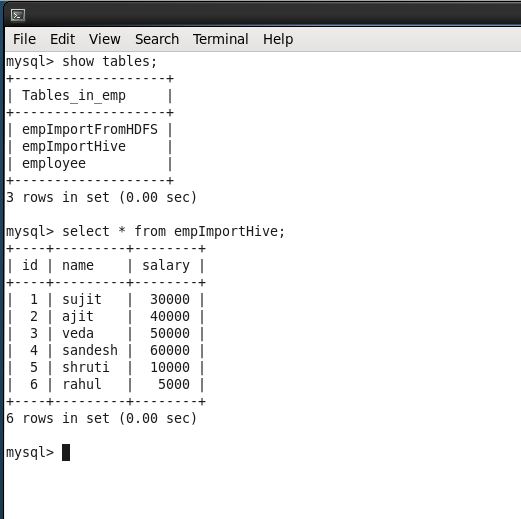 File Edit View Search Terminal Help
mysql> show tables;
+-------------------+
| Tables_in_emp     |
+-------------------+
| empImportFromHDFS |
| empImportHive     |
| employee          |
+-------------------+
3 rows in set (0.00 sec)

mysql> select * from empImportHive;
+----+---------+--------+
| id | name    | salary |
+----+---------+--------+
|  1 | sujit   |  30000 |
|  2 | ajit    |  40000 |
|  3 | veda    |  50000 |
|  4 | sandesh |  60000 |
|  5 | shruti  |  10000 |
|  6 | rahul   |   5000 |
+----+---------+--------+
6 rows in set (0.00 sec)

mysql>